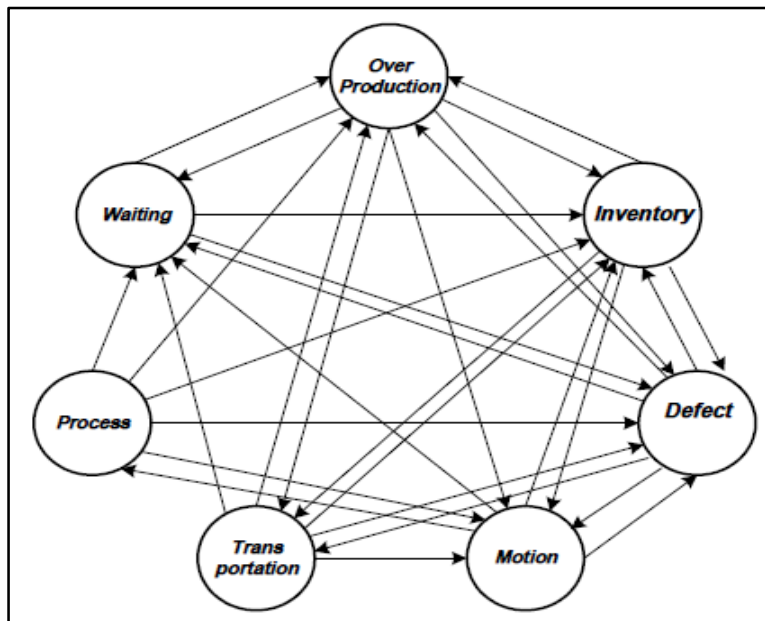 Over
Production
Waiting
Inventory
Process
Defect
Trans
portation
Motion